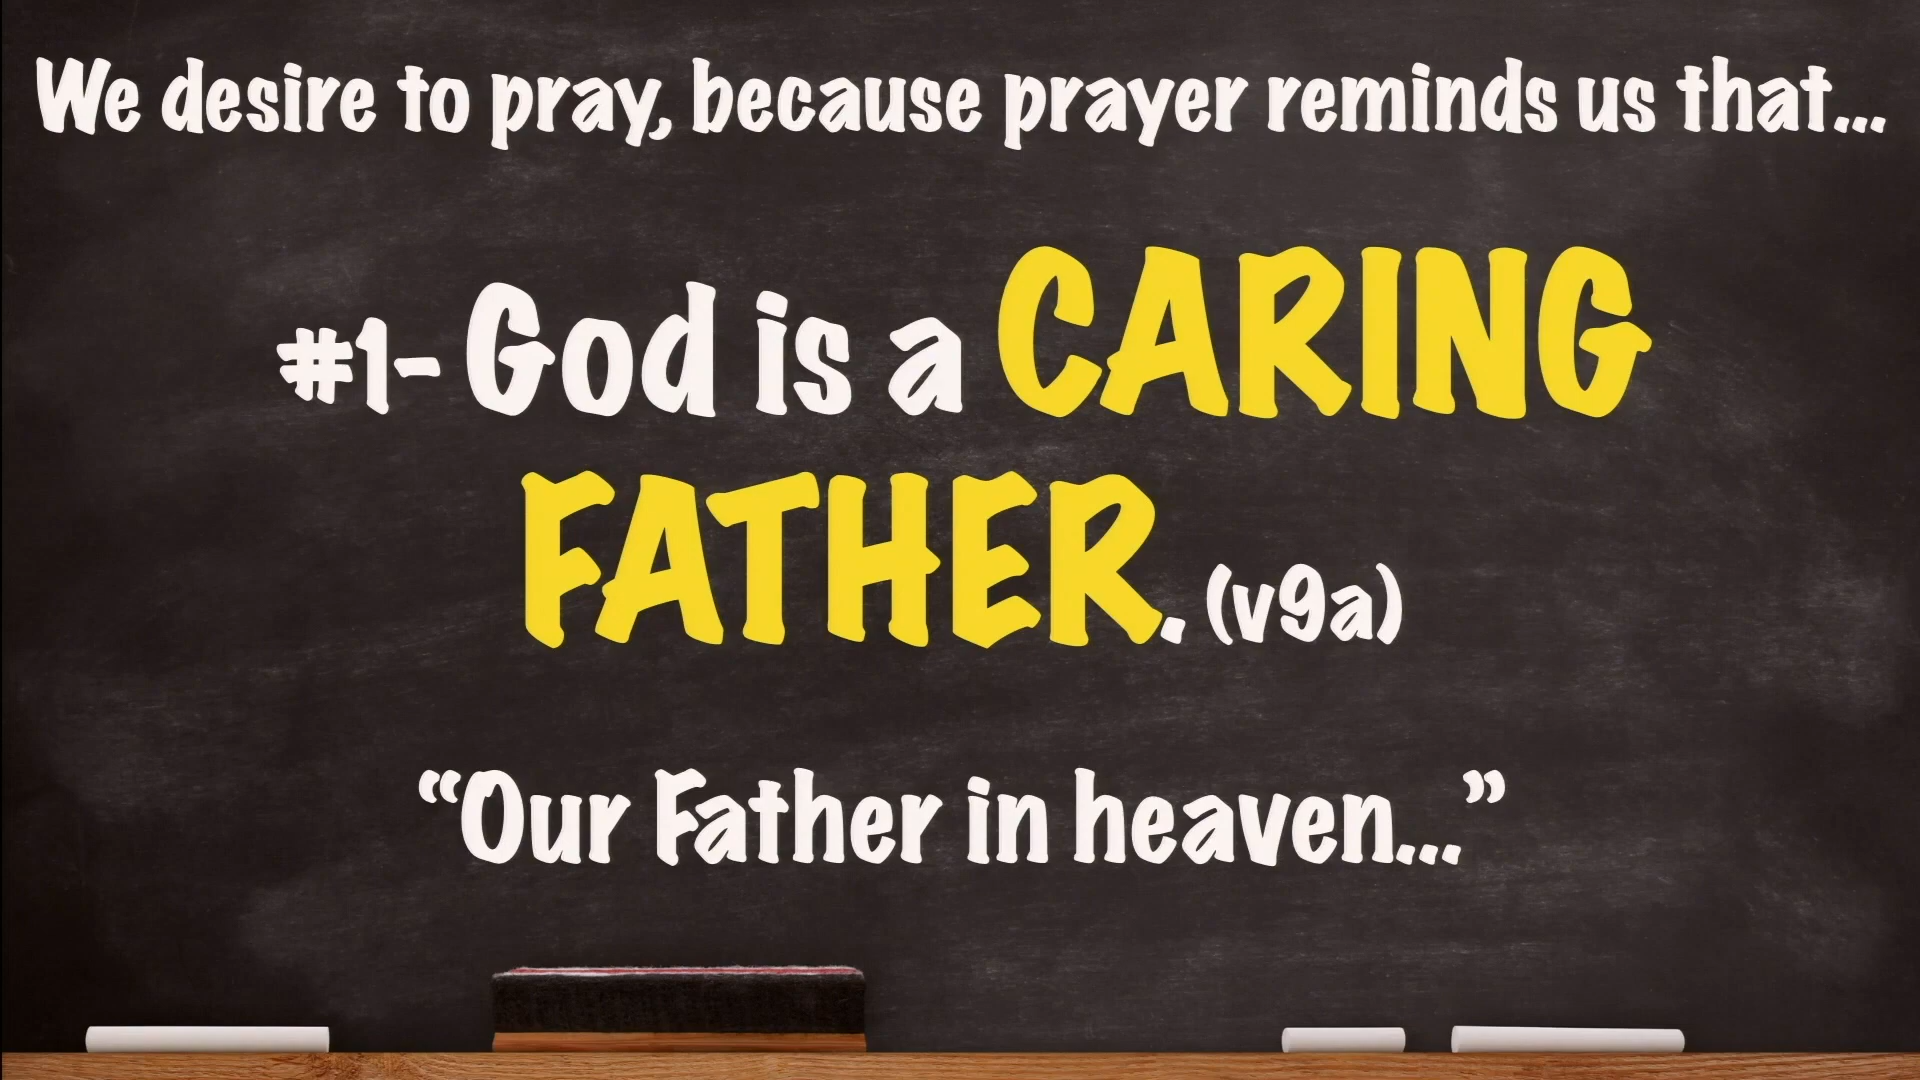 We desire to pray, because prayer reminds us that...
#1- God is a CARING
FATHER. (v9a)
“Our Father in heaven...”